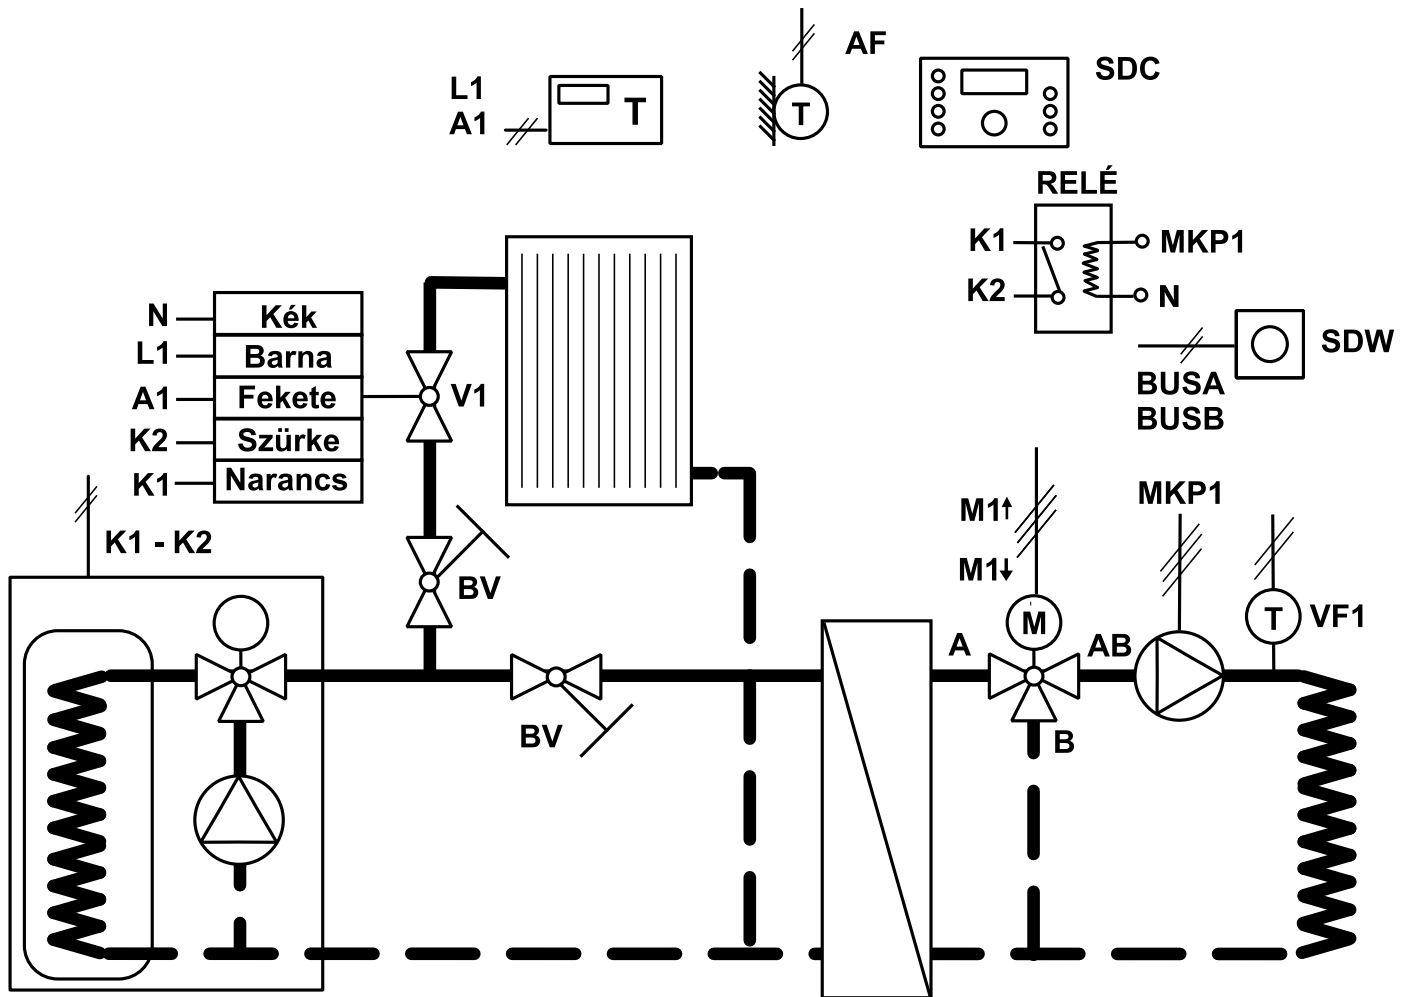 L1
A1
T
AF
T
SDC
RELÉ
K1
MKP1
K2
N
SDW
BUSA
BUSB
N
Kék
L1
Barna
A1
Fekete
V1
K2
Szürke
K1
Narancs
K1 - K2
BV
BV
M1↑
M1↓
MKP1
M
A
AB
B
T
VF1